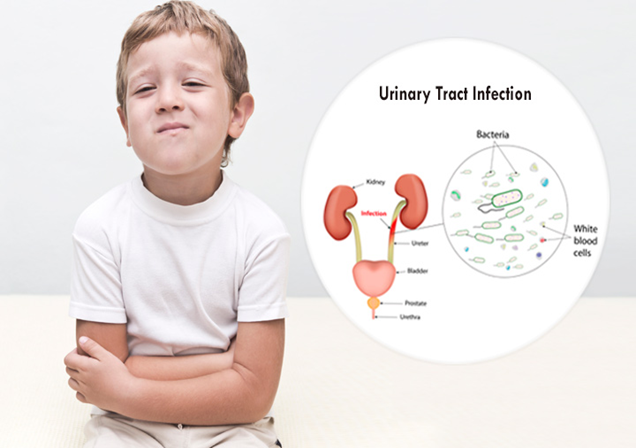 Urinary Tract Infection
Bacteria
Kidney
Infection
Ureter
Bladder
Prostate
Urethra
White
blood
cells